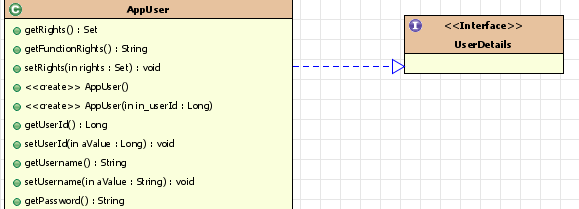 AppUser
getRights() : Set
getFunctionRights() : String
setRights(in rights : Set) : void
<<create>> AppUser()
<<create>> AppUser(in in_userId : Long)
getUserId() : Long
setUserId(in aValue : Long) : void
getUsername() : String
setUsername(in aValue : String) : void
getPassword() : String
<<Interface>>
UserDetails